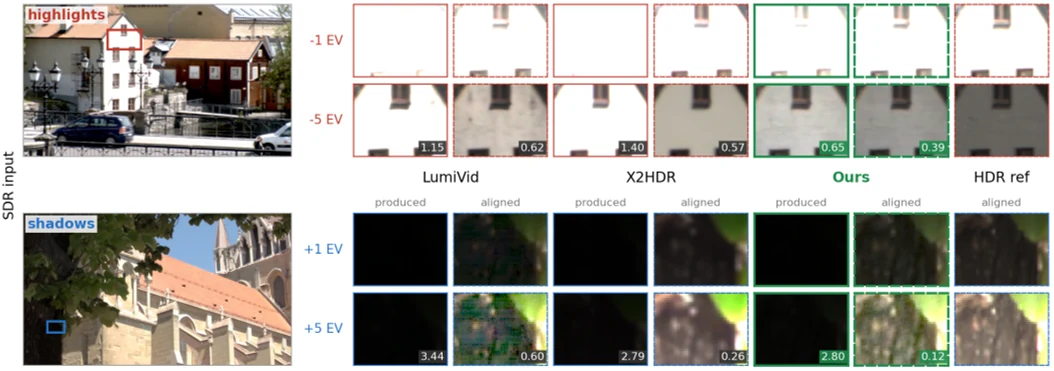 SDR input
highlights
-1 EV
-5 EV
1.15
0.62
1.40
0.57
0.65
0.39
LumiVid
X2HDR
Ours
HDR ref
produced
aligned
produced
aligned
produced
aligned
aligned
shadows
+1 EV
+5 EV
3.44
0.60
2.79
0.26
2.80
0.12